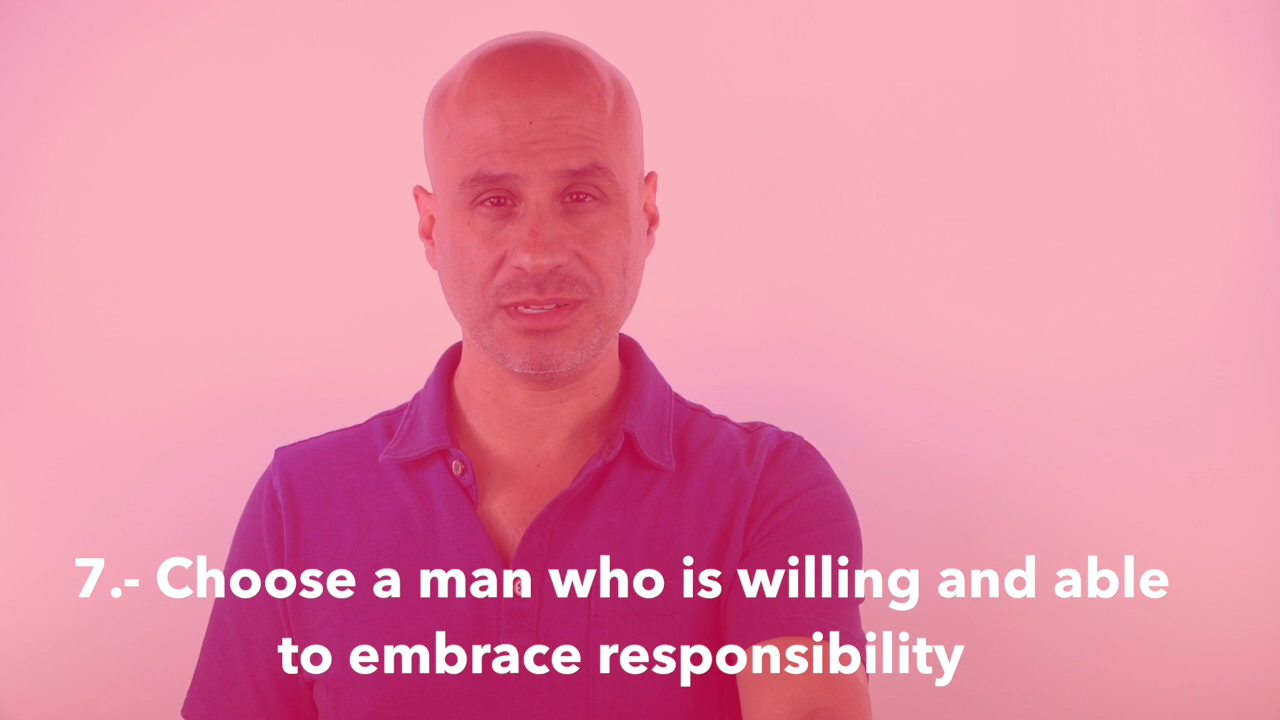 7.- Choose a man who is willing and able
to embrace responsibility